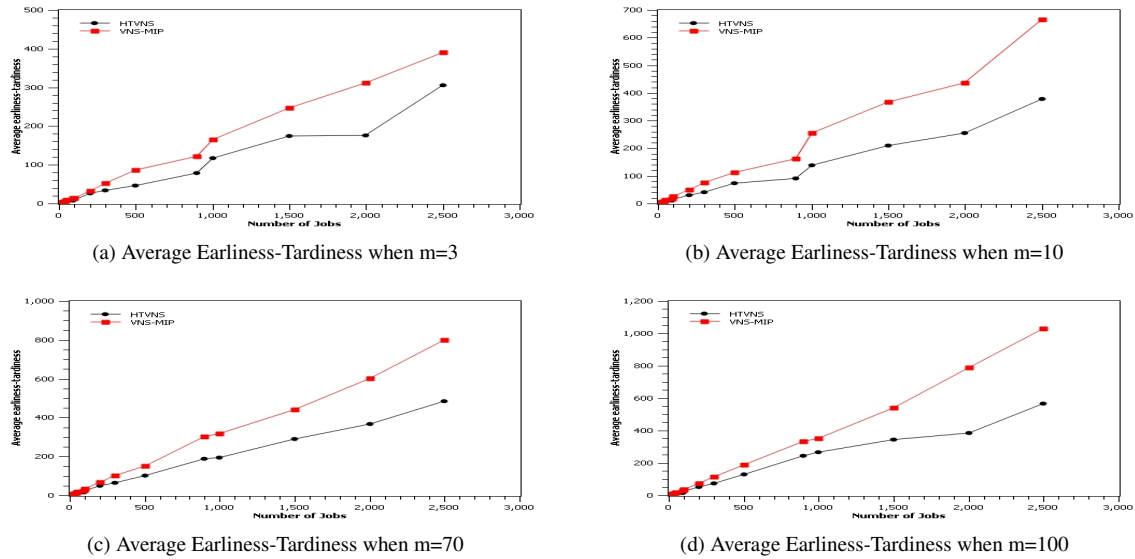 500
400
300
200
100
0
Average earliness-tardiness
HTVNS
VNS-MIP
0 500 1,000 1,500 2,000 2,500 3,000
Number of Jobs
(a) Average Earliness-Tardiness when m=3
700
600
500
400
300
200
100
0
Average earliness-tardiness
HTVNS
VNS-MIP
0 500 1,000 1,500 2,000 2,500 3,000
Number of Jobs
(b) Average Earliness-Tardiness when m=10
1,000
800
600
400
200
0
Average earliness-tardiness
HTVNS
VNS-MIP
0 500 1,000 1,500 2,000 2,500 3,000
Number of Jobs
(c) Average Earliness-Tardiness when m=70
1,200
1,000
800
600
400
200
0
Average earliness-tardiness
HTVNS
VNS-MIP
0 500 1,000 1,500 2,000 2,500 3,000
Number of Jobs
(d) Average Earliness-Tardiness when m=100